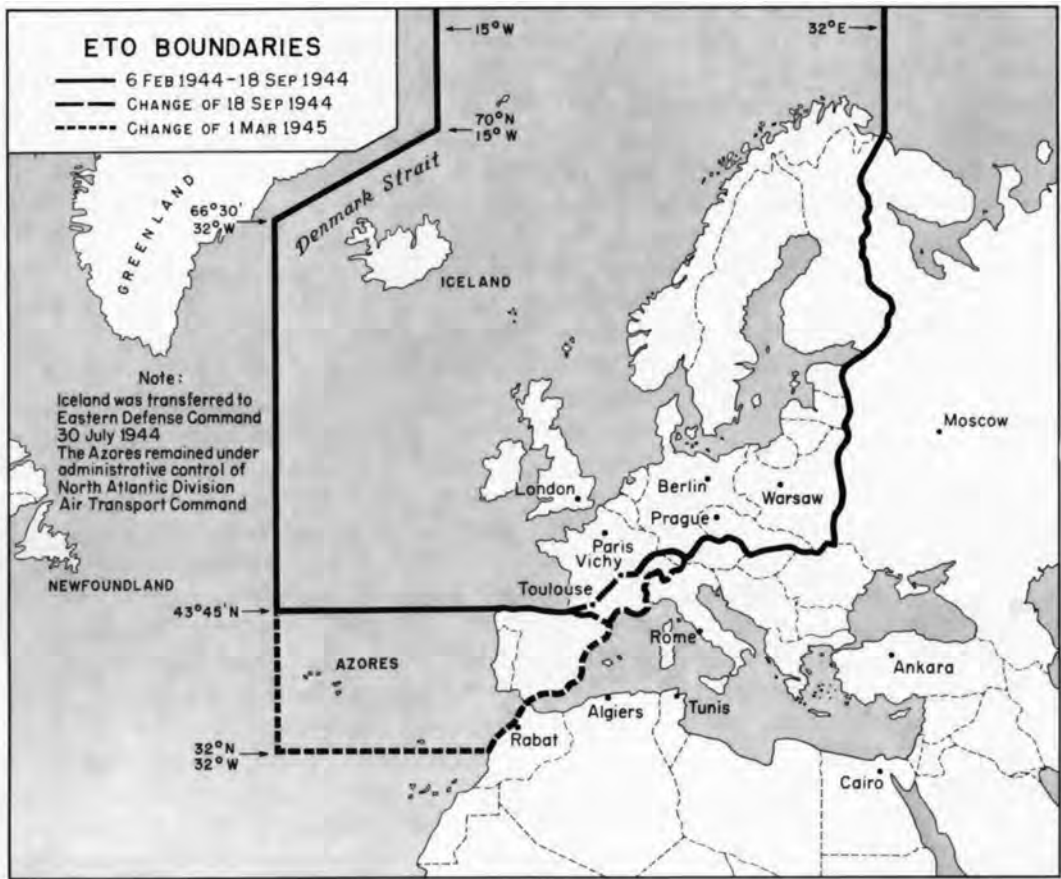 ETO BOUNDARIES
6 FEB 1944-18 SEP 1944
CHANGE OF 18 SEP 1944
CHANGE OF 1 MAR 1945
15°W
32°E
70°N
15°W
66°30'
32°W
Denmark Strait
GREENLAND
ICELAND
Note:
Iceland was transferred to
Eastern Defense Command
30 July 1944
The Azores remained under
administrative control of
North Atlantic Division
Air Transport Command
Moscow
London
Berlin
Warsaw
Prague
Paris
Vichy
NEWFOUNDLAND
Toulouse
43°45'N
Rome
AZORES
Ankara
Algiers
Tunis
Rabat
32°N
32°W
Cairo